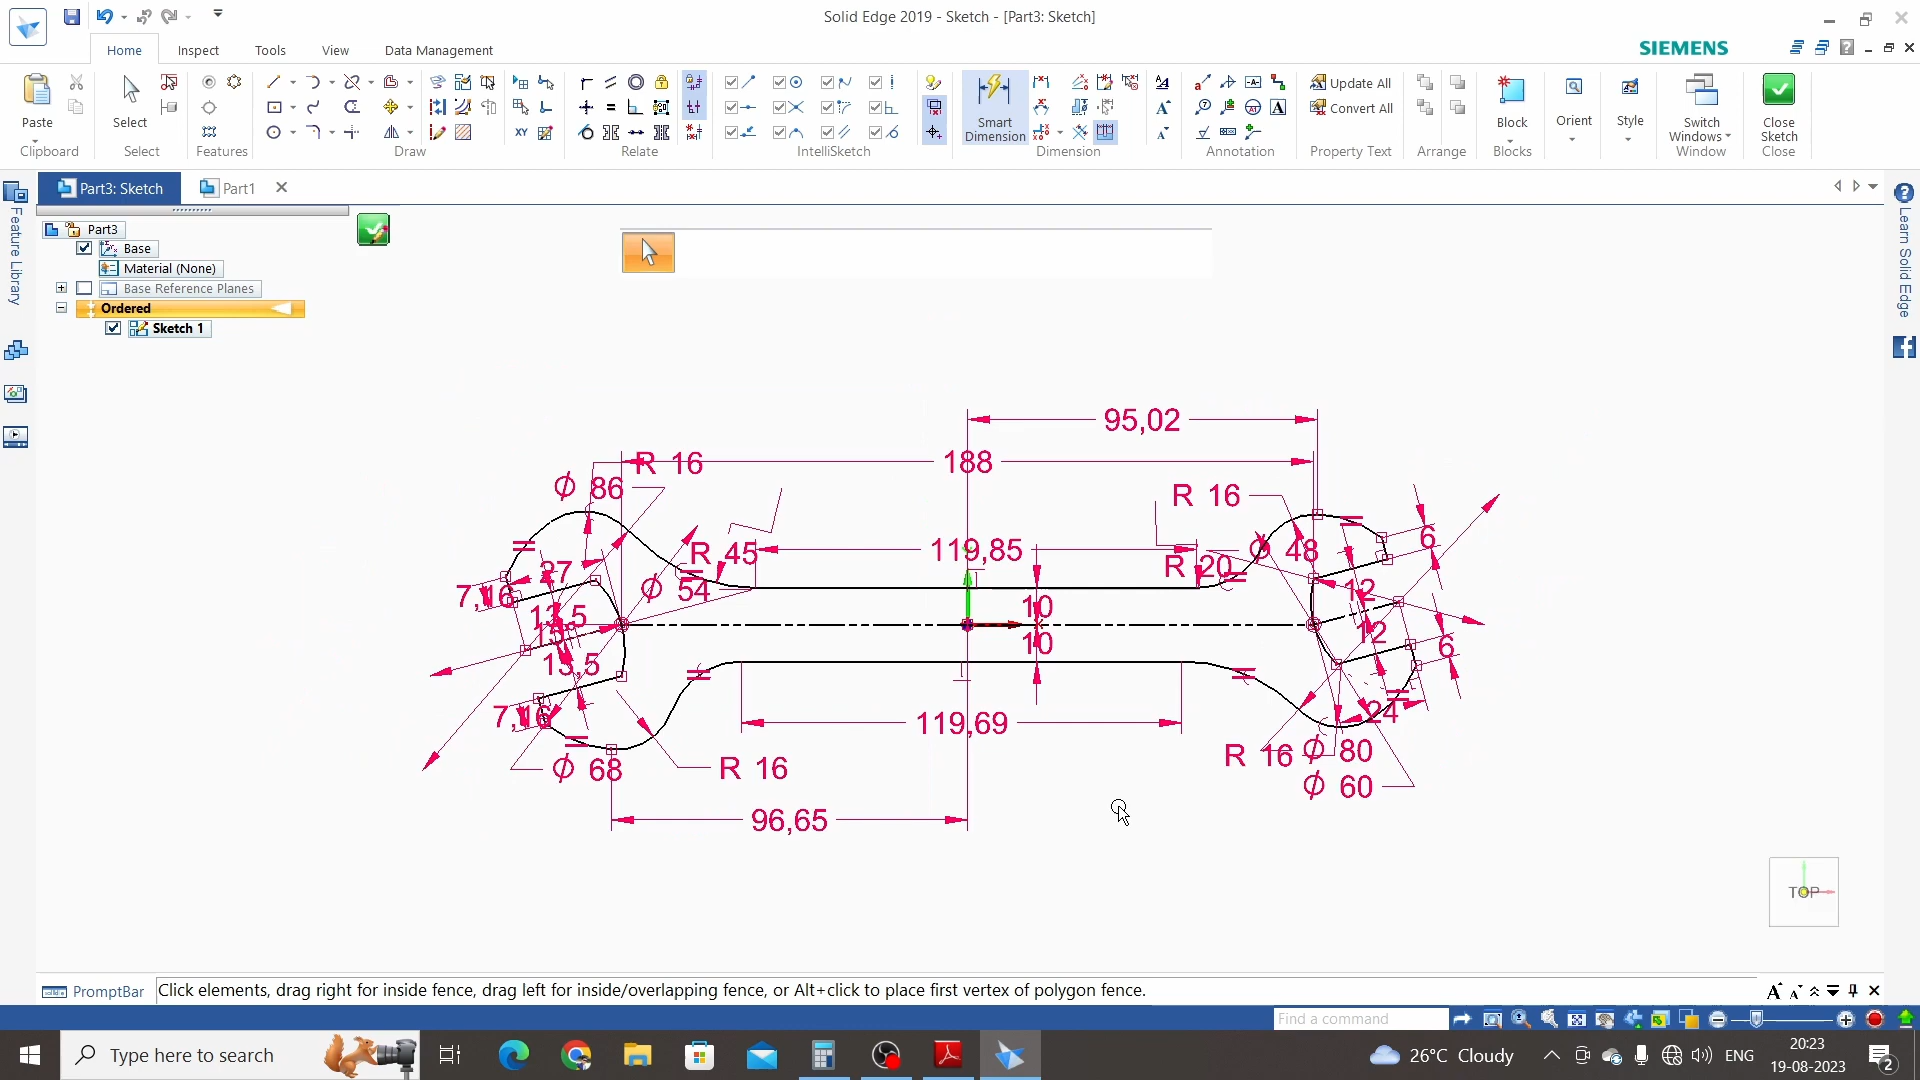 Solid Edge 2019 - Sketch - [Part3: Sketch]
Home Inspect Tools View Data Management
SIEMENS
Paste
Select
Smart Dimension
Update All
Convert All
Block
Orient
Style
Switch Windows
Close Sketch
Clipboard Select Features Draw Relate IntelliSketch Dimension Annotation Property Text Arrange Blocks Window Close
Part3: Sketch
Part1
Feature Library
Learn Solid Edge
Part3
Base
Material (None)
Base Reference Planes
Ordered
Sketch 1
95,02
R 16
188
ϕ 86
R 16
R 45
119,85
ϕ 48
R 20
6
27
7,16
ϕ 54
10
12
13,5
10
12
13,5
6
7,16
119,69
24
ϕ 68
R 16
R 16
ϕ 80
ϕ 60
96,65
TOP
PromptBar
Click elements, drag right for inside fence, drag left for inside/overlapping fence, or Alt+click to place first vertex of polygon fence.
Find a command
Type here to search
26°C Cloudy
ENG
20:23
19-08-2023
2